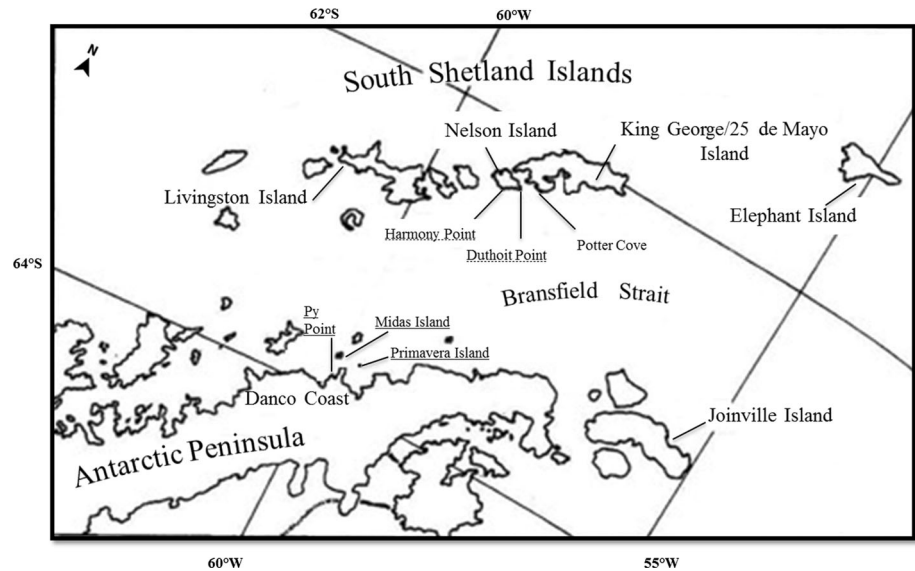 62°S
60°W
N
South Shetland Islands
Nelson Island
King George/25 de Mayo
Island
Livingston Island
Elephant Island
Harmony Point
Duthoit Point
Potter Cove
64°S
Bransfield Strait
Py
Point
Midas Island
Primavera Island
Danco Coast
Joinville Island
Antarctic Peninsula
60°W
55°W